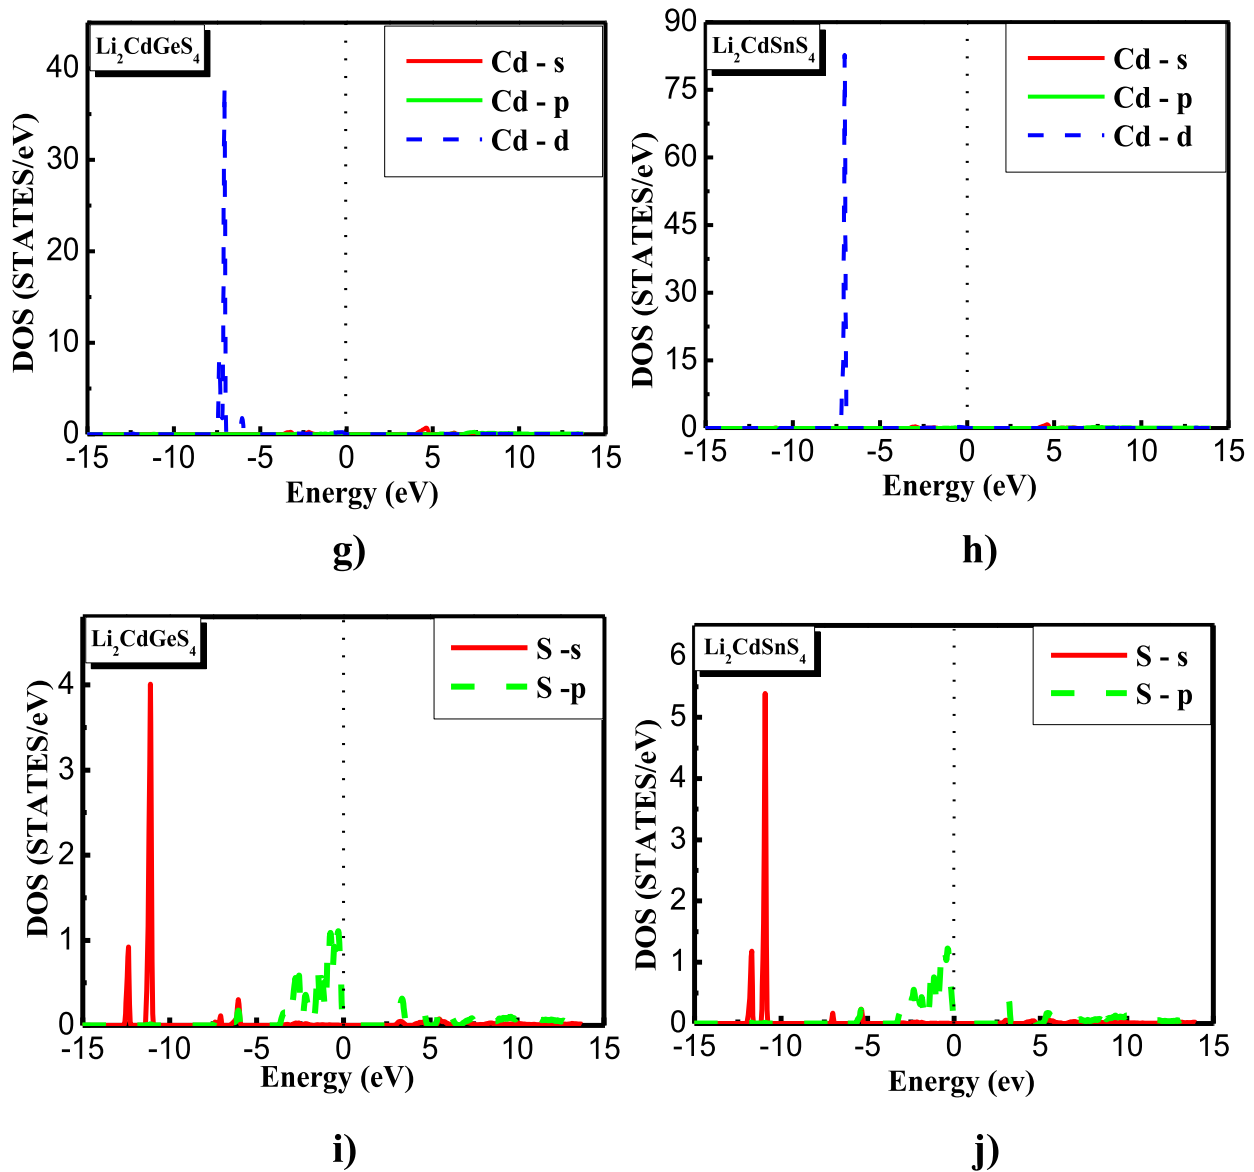 Li2CdGeS4
Cd - s
Cd - p
Cd - d
DOS (STATES/eV)
40
30
20
10
0
-15 -10 -5 0 5 10 15
Energy (eV)
g)
Li2CdSnS4
Cd - s
Cd - p
Cd - d
DOS (STATES/eV)
90
75
60
45
30
15
0
-15 -10 -5 0 5 10 15
Energy (eV)
h)
Li2CdGeS4
S -s
S -p
DOS (STATES/eV)
4
3
2
1
0
-15 -10 -5 0 5 10 15
Energy (eV)
i)
Li2CdSnS4
S - s
S - p
DOS (STATES/eV)
6
5
4
3
2
1
0
-15 -10 -5 0 5 10 15
Energy (ev)
j)